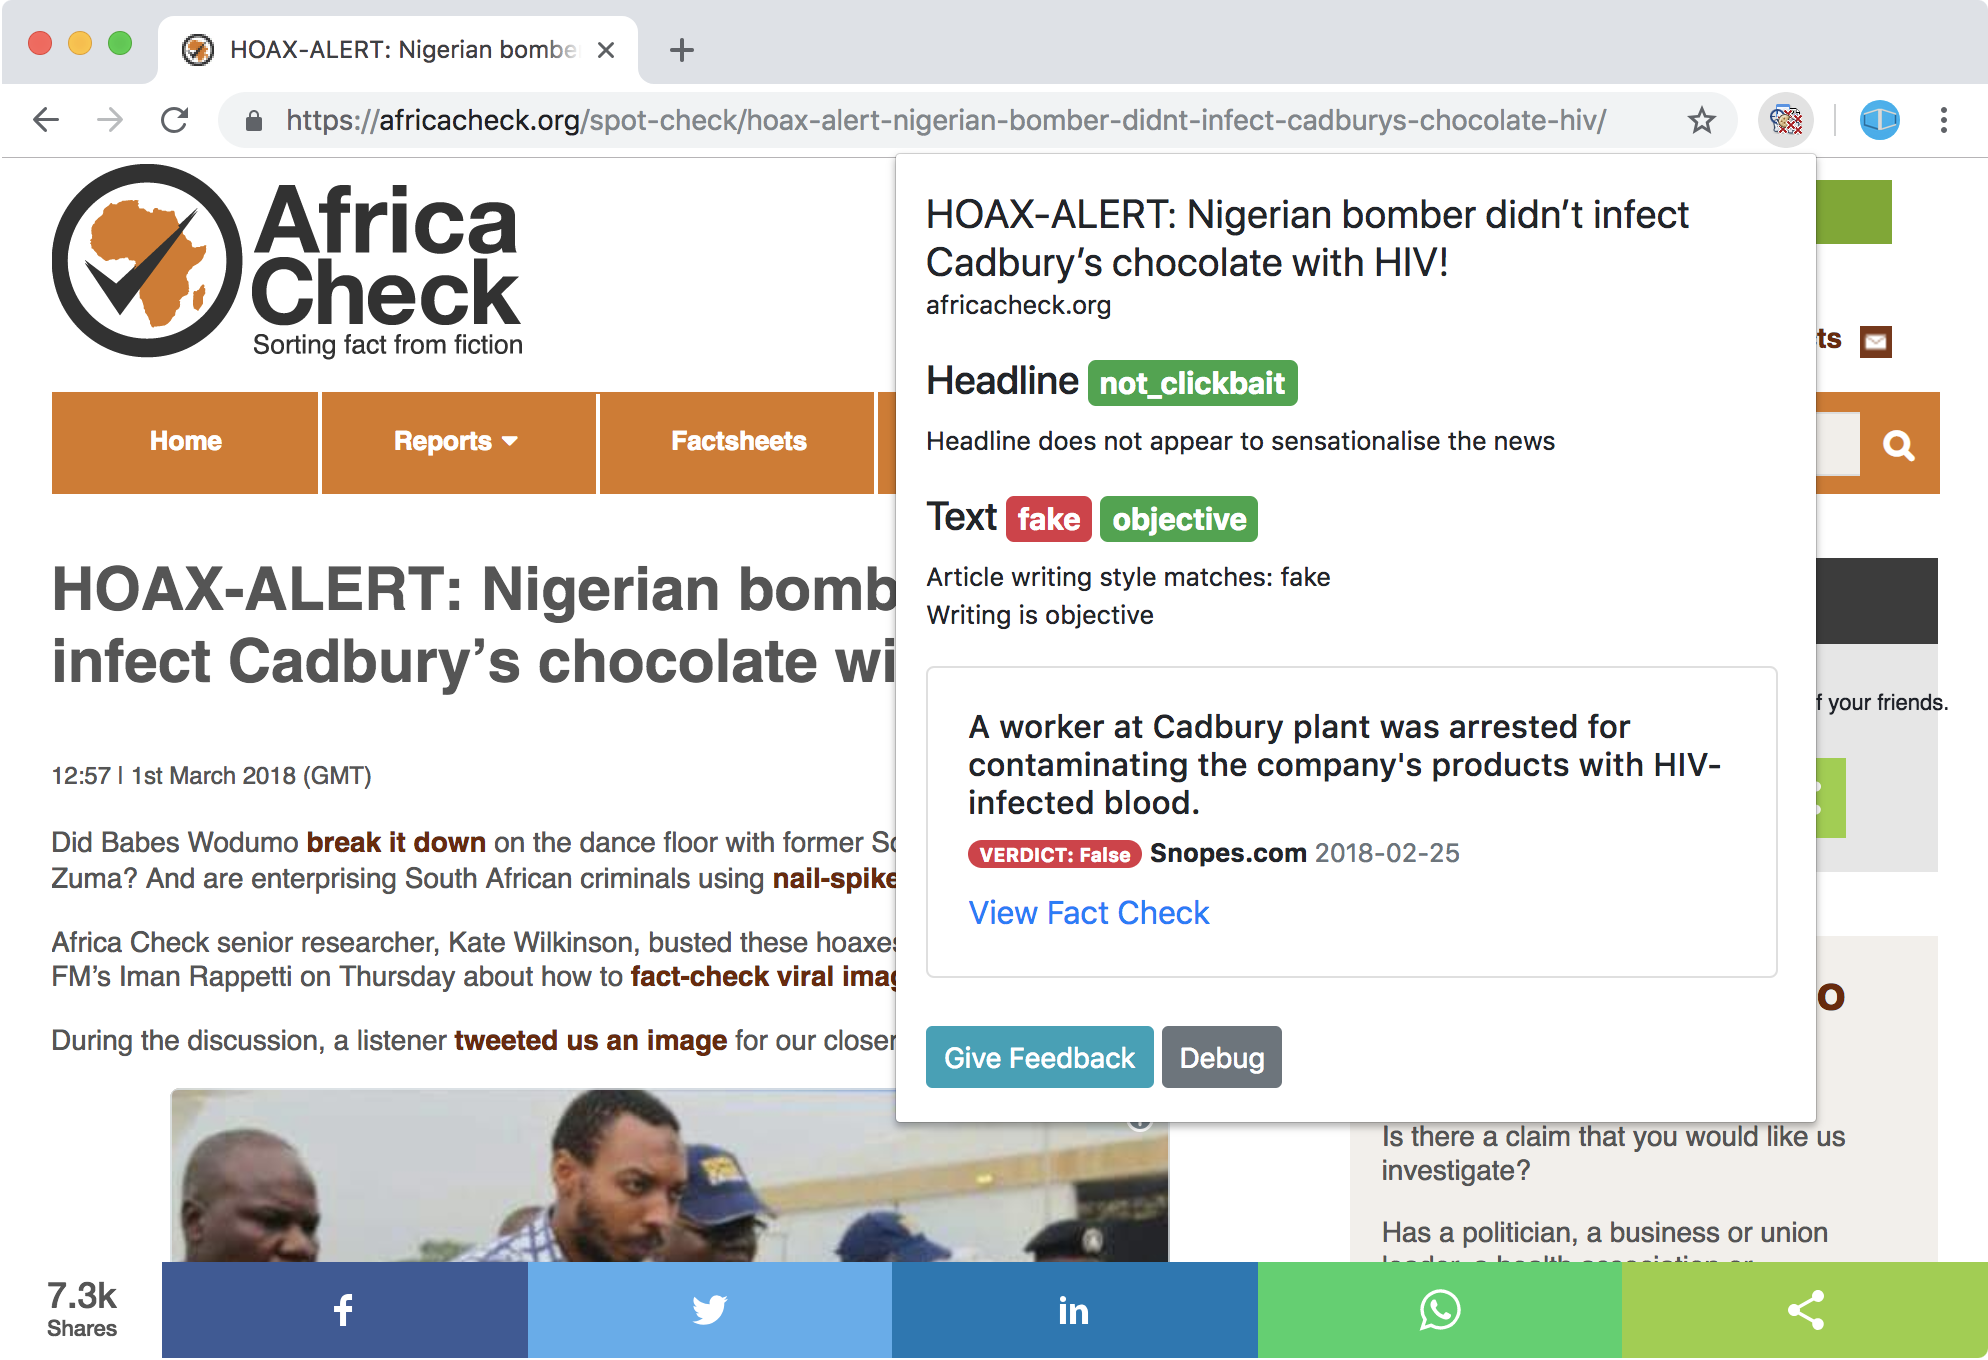 HOAX-ALERT: Nigerian bombe
https://africacheck.org/spot-check/hoax-alert-nigerian-bomber-didnt-infect-cadburys-chocolate-hiv/
Africa
Check
Sorting fact from fiction
ts
Home
Reports
Factsheets
HOAX-ALERT: Nigerian bomb
infect Cadbury’s chocolate wi
12:57 | 1st March 2018 (GMT)
Did Babes Wodumo break it down on the dance floor with former So
Zuma? And are enterprising South African criminals using nail-spike
Africa Check senior researcher, Kate Wilkinson, busted these hoaxes
FM’s Iman Rappetti on Thursday about how to fact-check viral imag
During the discussion, a listener tweeted us an image for our closer
HOAX-ALERT: Nigerian bomber didn’t infect
Cadbury’s chocolate with HIV!
africacheck.org
Headline not_clickbait
Headline does not appear to sensationalise the news
Text fake objective
Article writing style matches: fake
Writing is objective
A worker at Cadbury plant was arrested for
contaminating the company's products with HIV-
infected blood.
VERDICT: False Snopes.com 2018-02-25
View Fact Check
Give Feedback Debug
f your friends.
o
Is there a claim that you would like us
investigate?
Has a politician, a business or union
7.3k
Shares
f
in